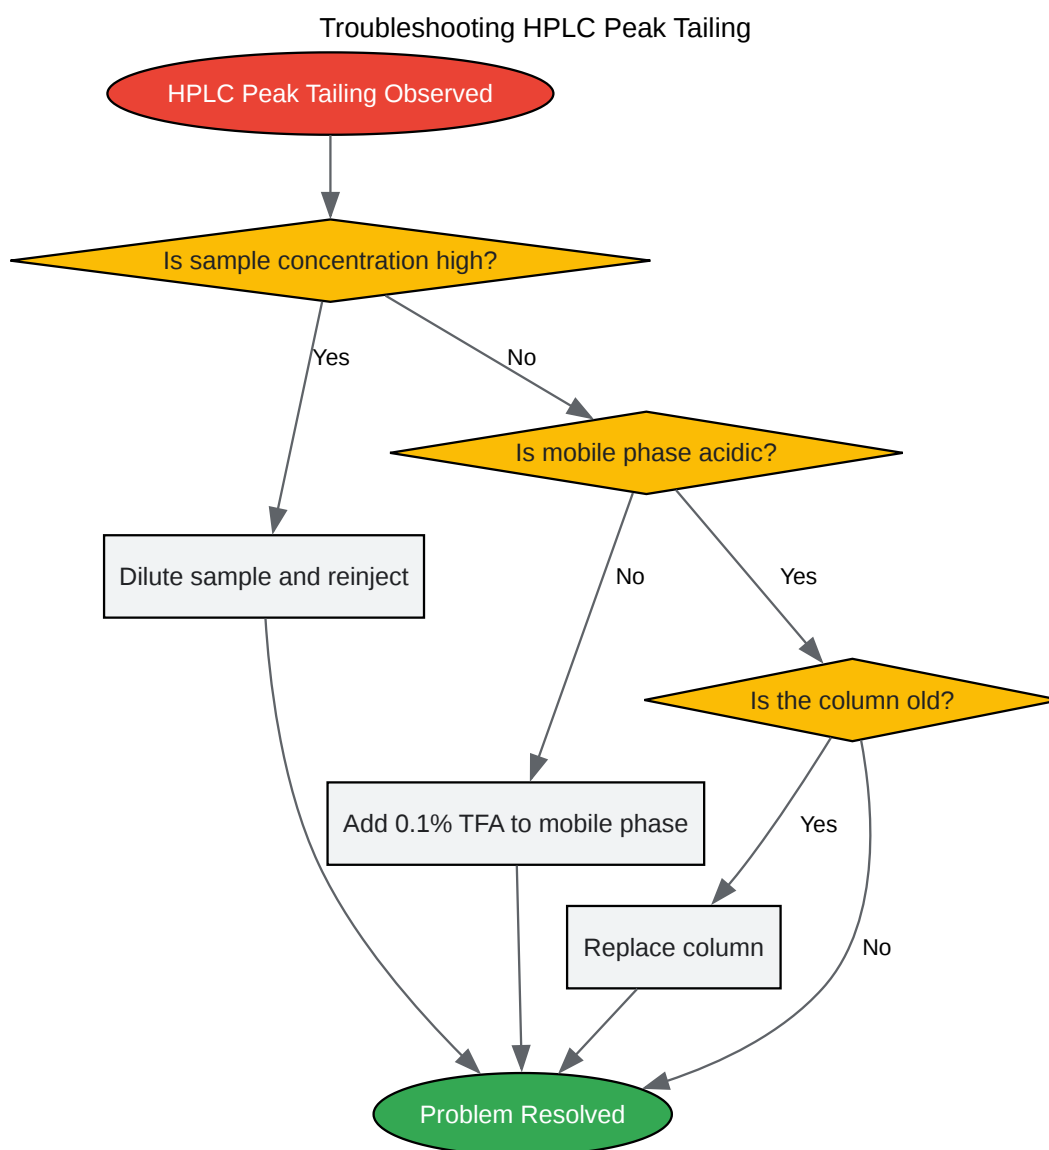 Troubleshooting HPLC Peak Tailing
HPLC Peak Tailing Observed
Is sample concentration high?
Yes
No
Is mobile phase acidic?
Dilute sample and reinject
No
Yes
Is the column old?
Add 0.1% TFA to mobile phase
Yes
Replace column
No
Problem Resolved